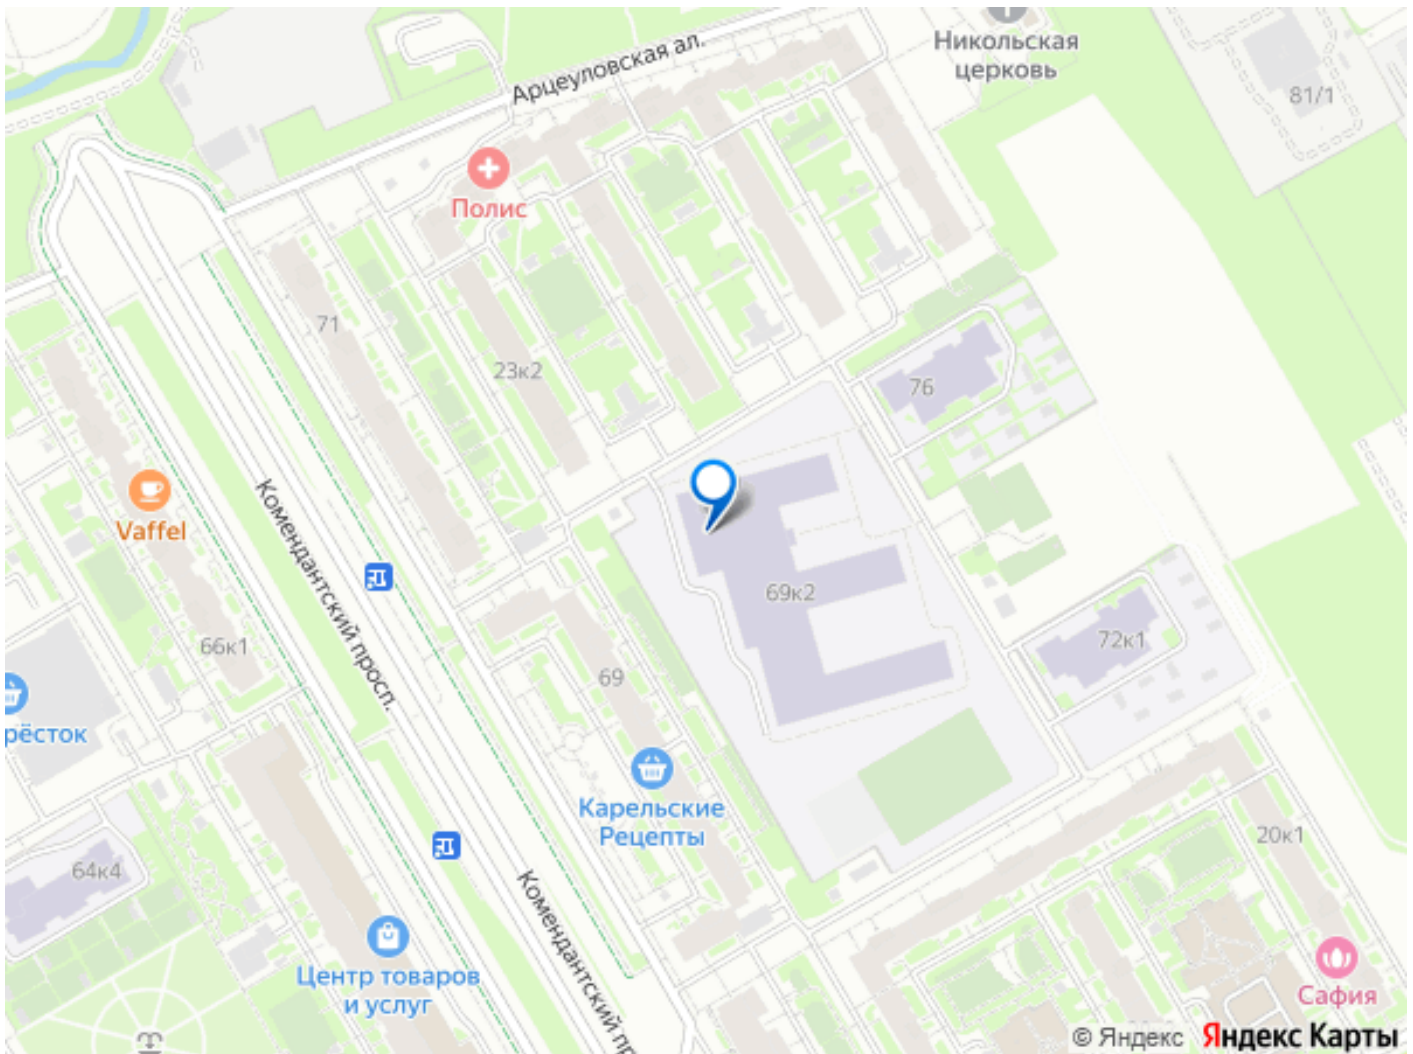 Никольская
церковь
81/1
Арцеуловская ал.
Полис
71
23к2
76
Vaffel
Комендантский просп.
69к2
72к1
66к1
69
рёсток
Карельские
Рецепты
20к1
64к4
Комендантский пр
Центр товаров
и услуг
Сафия
© Яндекс Яндекс Карты